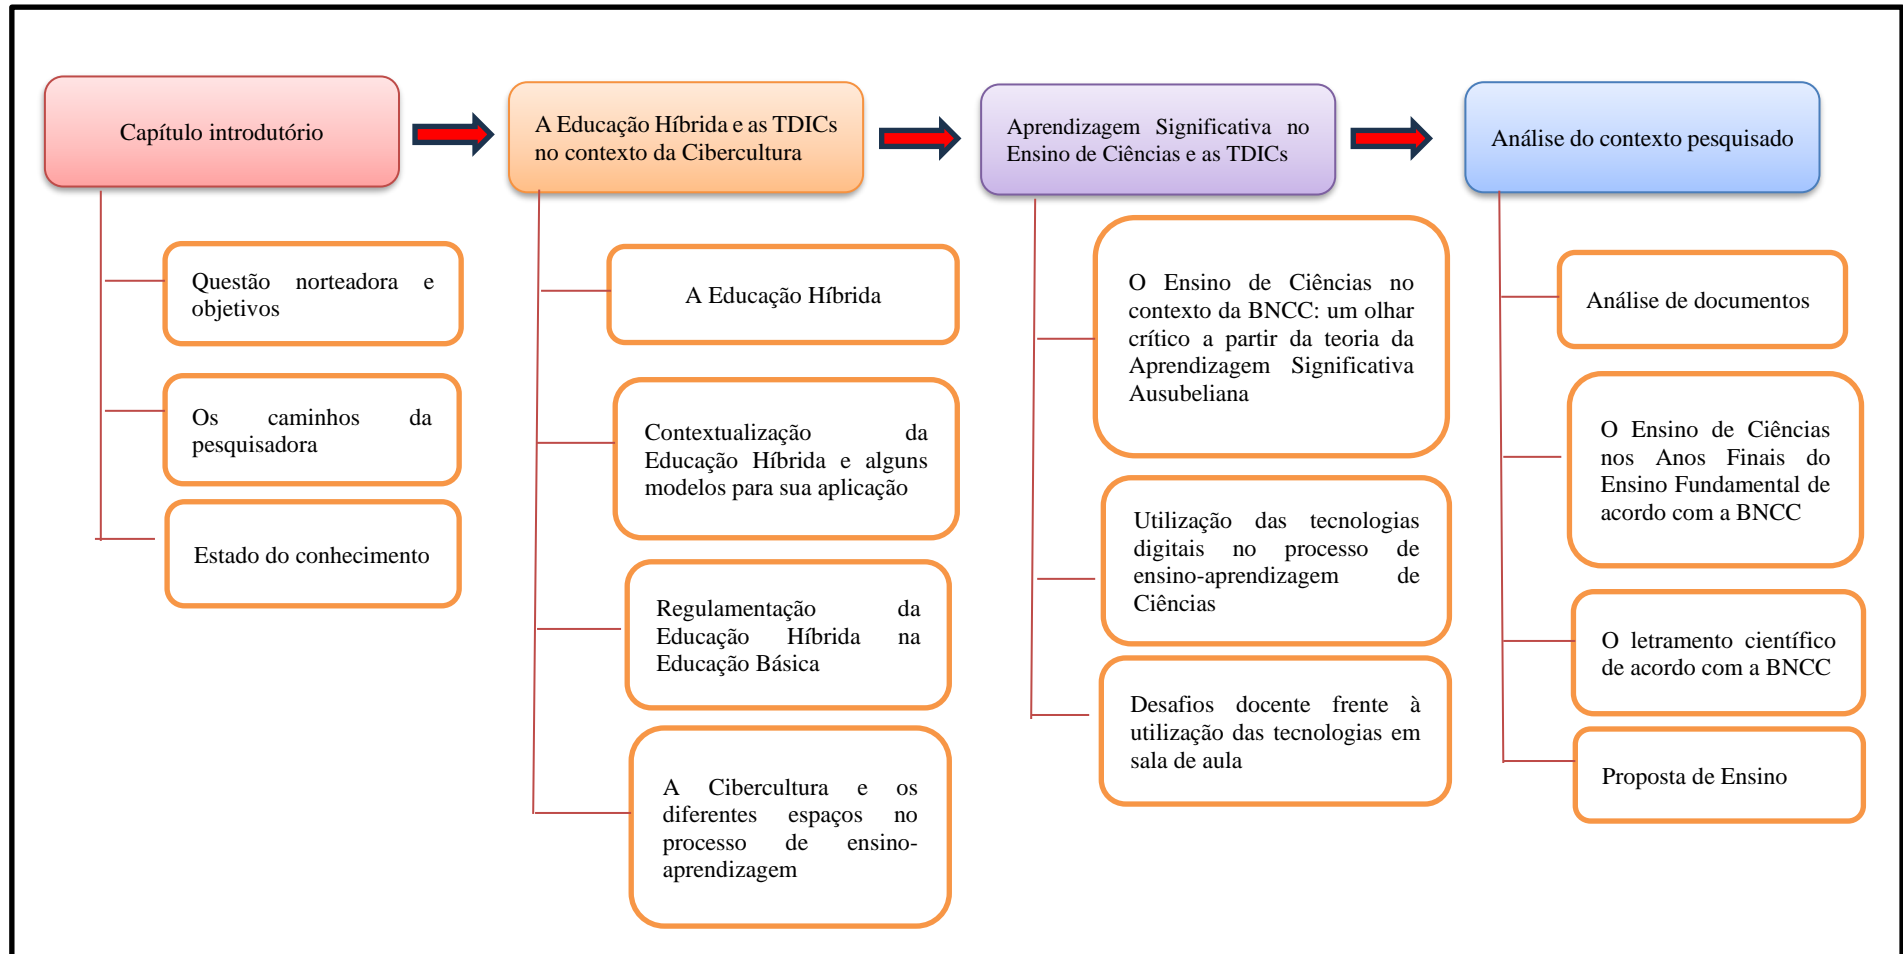 Capítulo introdutório
Questão norteadora e
objetivos
Os caminhos da
pesquisadora
Estado do conhecimento
A Educação Híbrida e as TDICs
no contexto da Cibercultura
A Educação Híbrida
Contextualização da
Educação Híbrida e alguns
modelos para sua aplicação
Regulamentação da
Educação Híbrida na
Educação Básica
A Cibercultura e os
diferentes espaços no
processo de ensino-
aprendizagem
Aprendizagem Significativa no
Ensino de Ciências e as TDICs
O Ensino de Ciências no
contexto da BNCC: um olhar
crítico a partir da teoria da
Aprendizagem Significativa
Ausubeliana
Utilização das tecnologias
digitais no processo de
ensino-aprendizagem de
Ciências
Desafios docente frente à
utilização das tecnologias em
sala de aula
Análise do contexto pesquisado
Análise de documentos
O Ensino de Ciências
nos Anos Finais do
Ensino Fundamental de
acordo com a BNCC
O letramento científico
de acordo com a BNCC
Proposta de Ensino